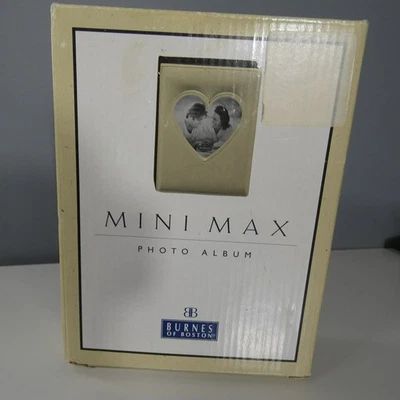 MINI MAX
PHOTO ALBUM
BB
BURNES
OF BOSTON®